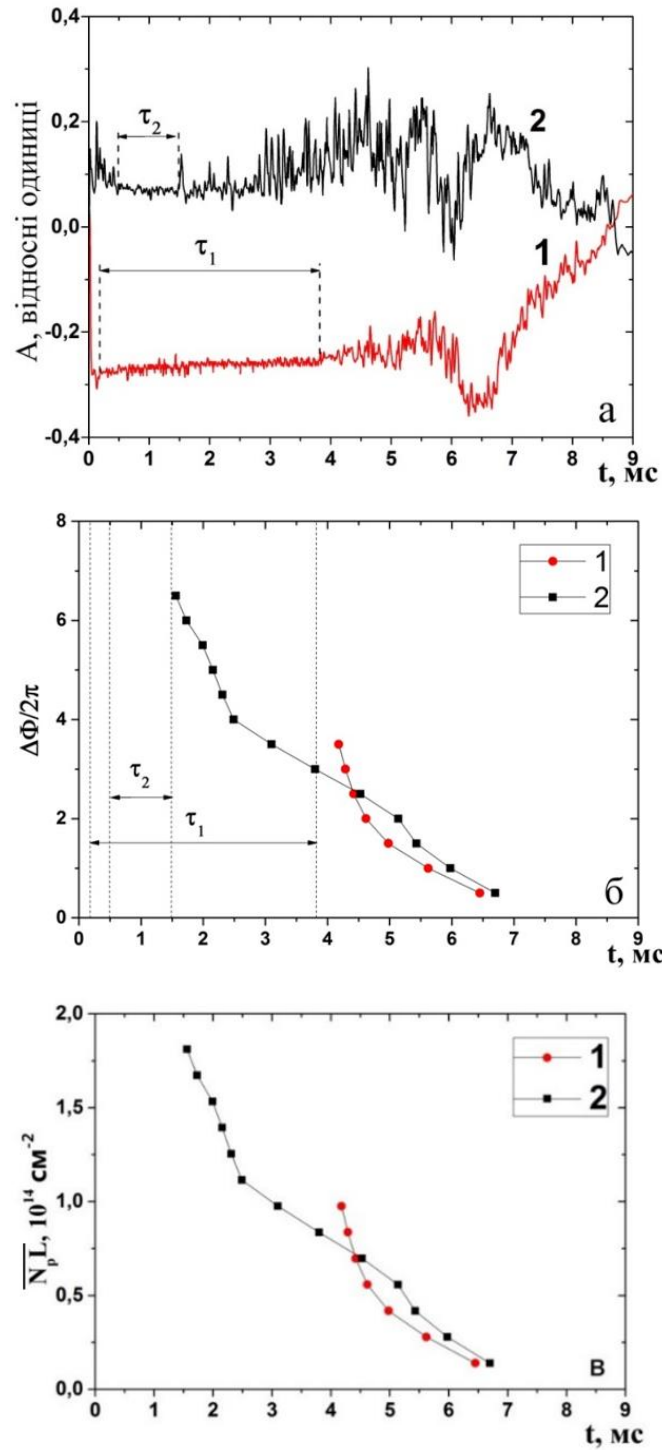 0,4
0,2
0,0
-0,2
-0,4
A, відносні одиниці
τ2
τ1
2
1
а
0 1 2 3 4 5 6 7 8 9
t, мс
8
6
4
2
0
ΔΦ/2π
1
2
τ2
τ1
б
0 1 2 3 4 5 6 7 8 9
t, мс
2,0
1,5
1,0
0,5
0,0
NpL, 10^14 см^-2
1
2
в
0 1 2 3 4 5 6 7 8 9
t, мс